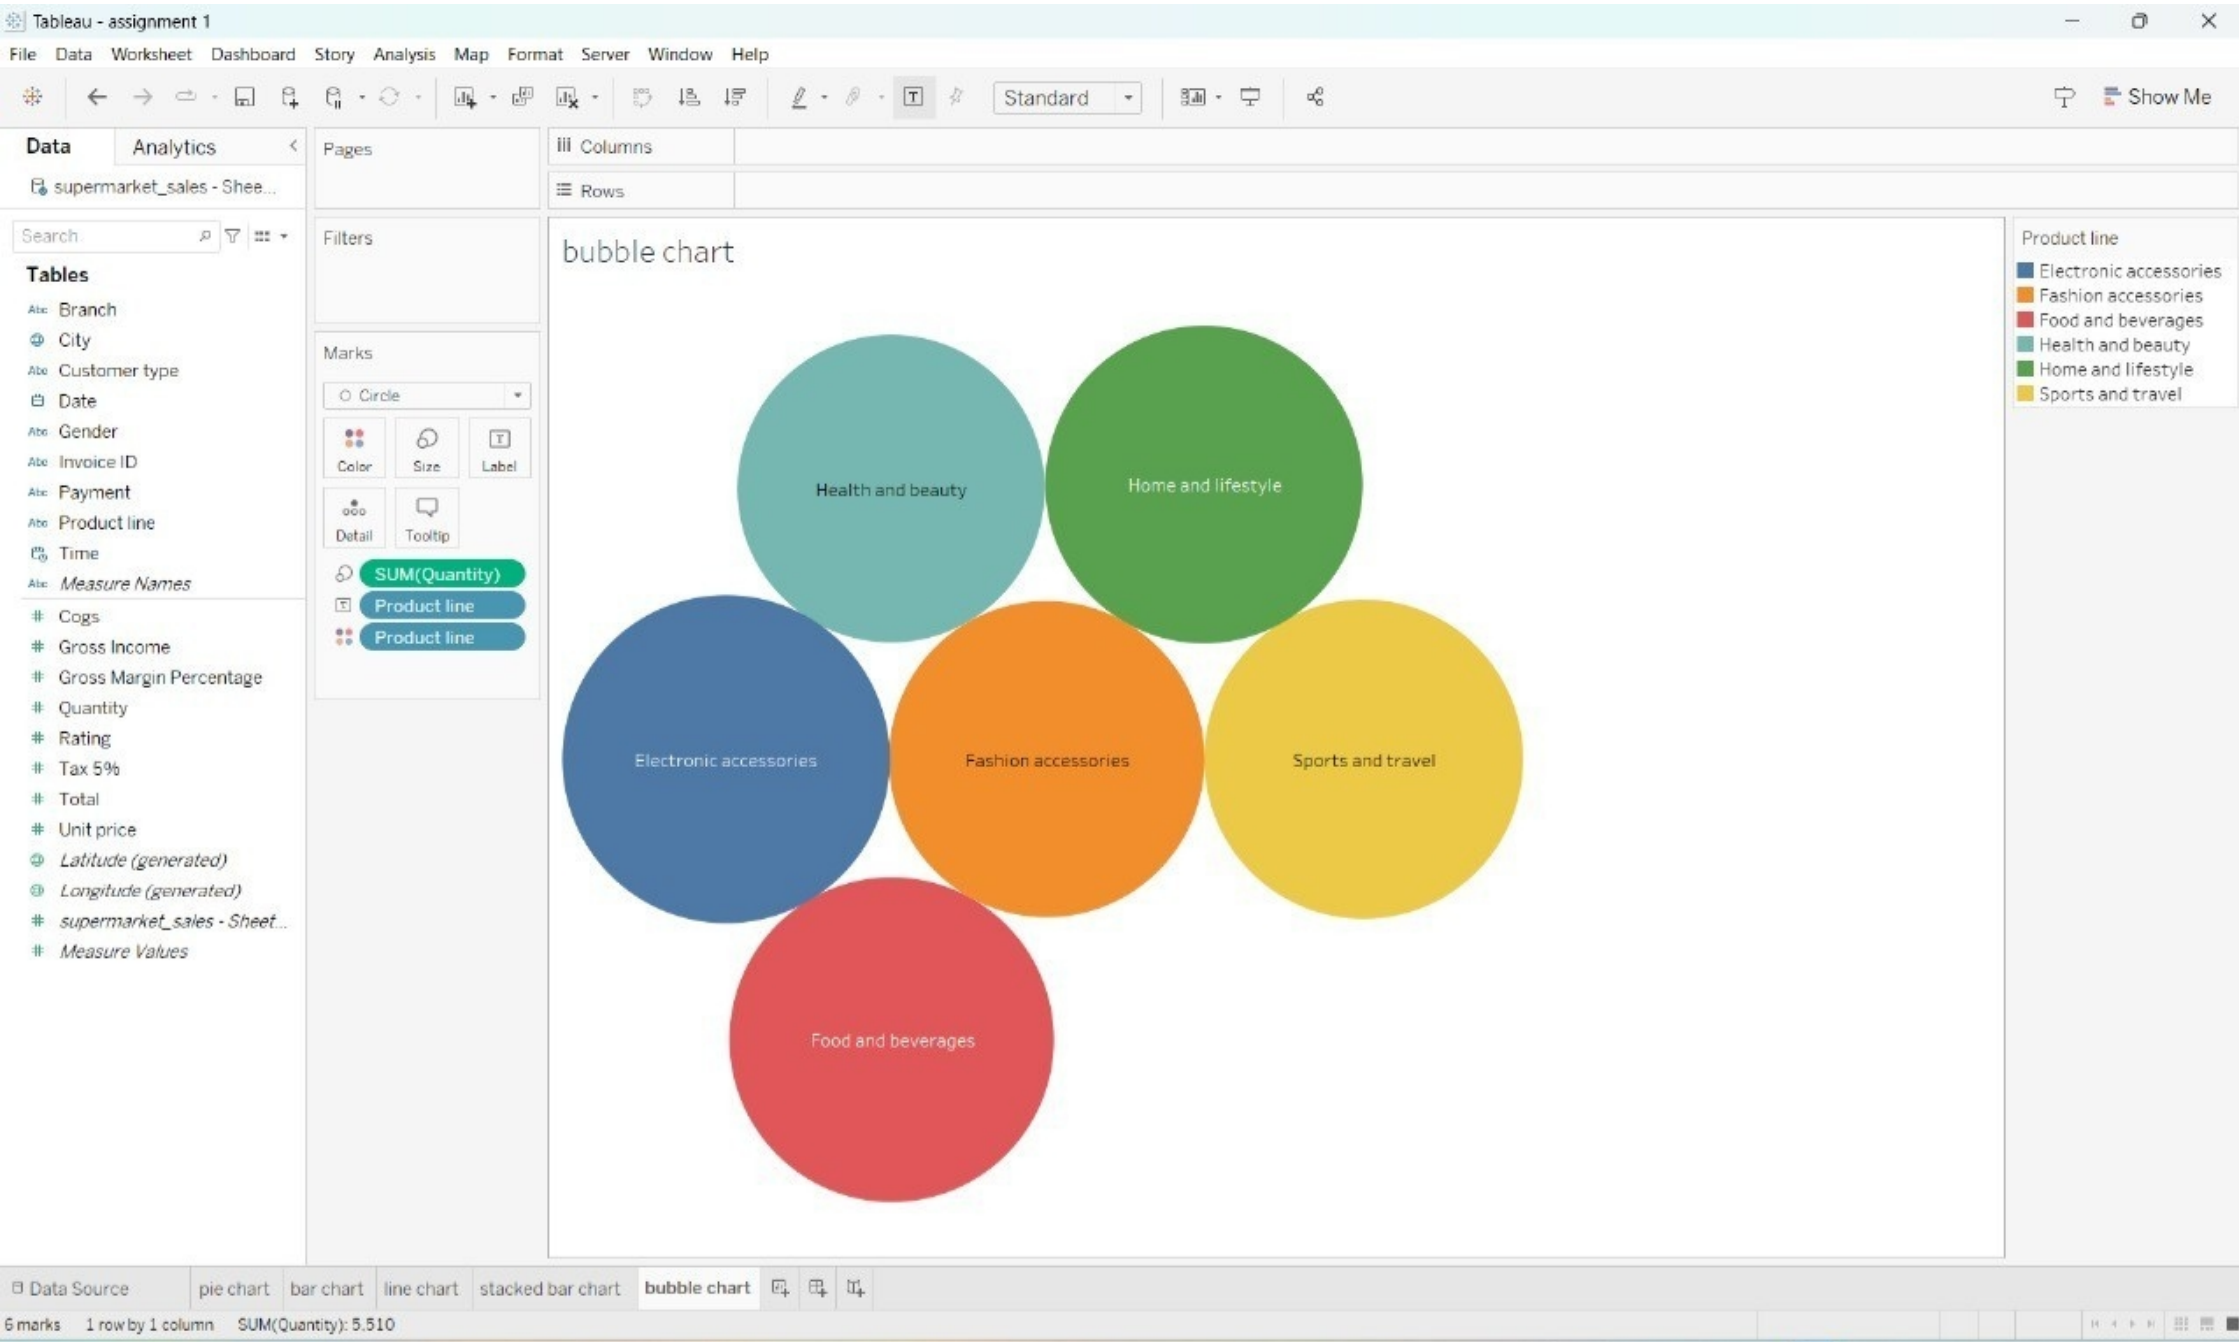 Tableau - assignment 1
File Data Worksheet Dashboard Story Analysis Map Format Server Window Help
Standard
Show Me
Data Analytics
supermarket_sales - Shee...
Search
Tables
Abc Branch
City
Abc Customer type
Date
Abc Gender
Abc Invoice ID
Abc Payment
Abc Product line
Time
Abc Measure Names
# Cogs
# Gross Income
# Gross Margin Percentage
# Quantity
# Rating
# Tax 5%
# Total
# Unit price
Latitude (generated)
Longitude (generated)
# supermarket_sales - Sheet...
# Measure Values
Pages
Filters
Marks
Circle
Color Size Label
Detail Tooltip
SUM(Quantity)
Product line
Product line
Columns
Rows
bubble chart
Health and beauty
Home and lifestyle
Electronic accessories
Fashion accessories
Sports and travel
Food and beverages
Product line
Electronic accessories
Fashion accessories
Food and beverages
Health and beauty
Home and lifestyle
Sports and travel
Data Source pie chart bar chart line chart stacked bar chart bubble chart
6 marks 1 row by 1 column SUM(Quantity): 5,510